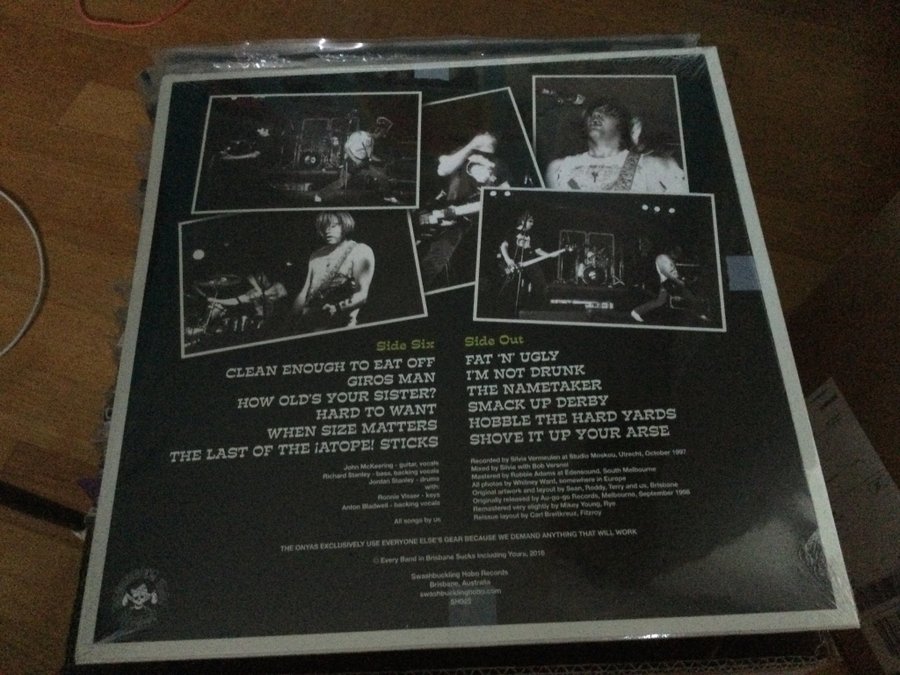 Side Six
CLEAN ENOUGH TO EAT OFF
GIROS MAN
HOW OLD'S YOUR SISTER?
HARD TO WANT
WHEN SIZE MATTERS
THE LAST OF THE ¡ATOPE! STICKS
John McKeering - guitar, vocals
Richard Stanley - bass, backing vocals
Jordan Stanley - drums
with:
Ronnie Visser - keys
Anton Bladwell - backing vocals
All songs by us
Side Out
FAT 'N' UGLY
I'M NOT DRUNK
THE NAMETAKER
SMACK UP DERBY
HOBBLE THE HARD YARDS
SHOVE IT UP YOUR ARSE
Recorded by Silvia Vermeulen at Studio Moskou, Utrecht, October 1997
Mixed by Silvia with Bob Versnel
Mastered by Robbie Adams at Edensound, South Melbourne
All photos by Whitney Ward, somewhere in Europe
Original artwork and layout by Sean, Roddy, Terry and us, Brisbane
Originally released by Au-go-go Records, Melbourne, September 1998
Remastered very slightly by Mikey Young, Rye
Reissue layout by Carl Breitkreuz, Fitzroy
THE ONYAS EXCLUSIVELY USE EVERYONE ELSE'S GEAR BECAUSE WE DEMAND ANYTHING THAT WILL WORK
© Every Band in Brisbane Sucks Including Yours, 2016
Swashbuckling Hobo Records
Brisbane, Australia
swashbucklinghobo.com